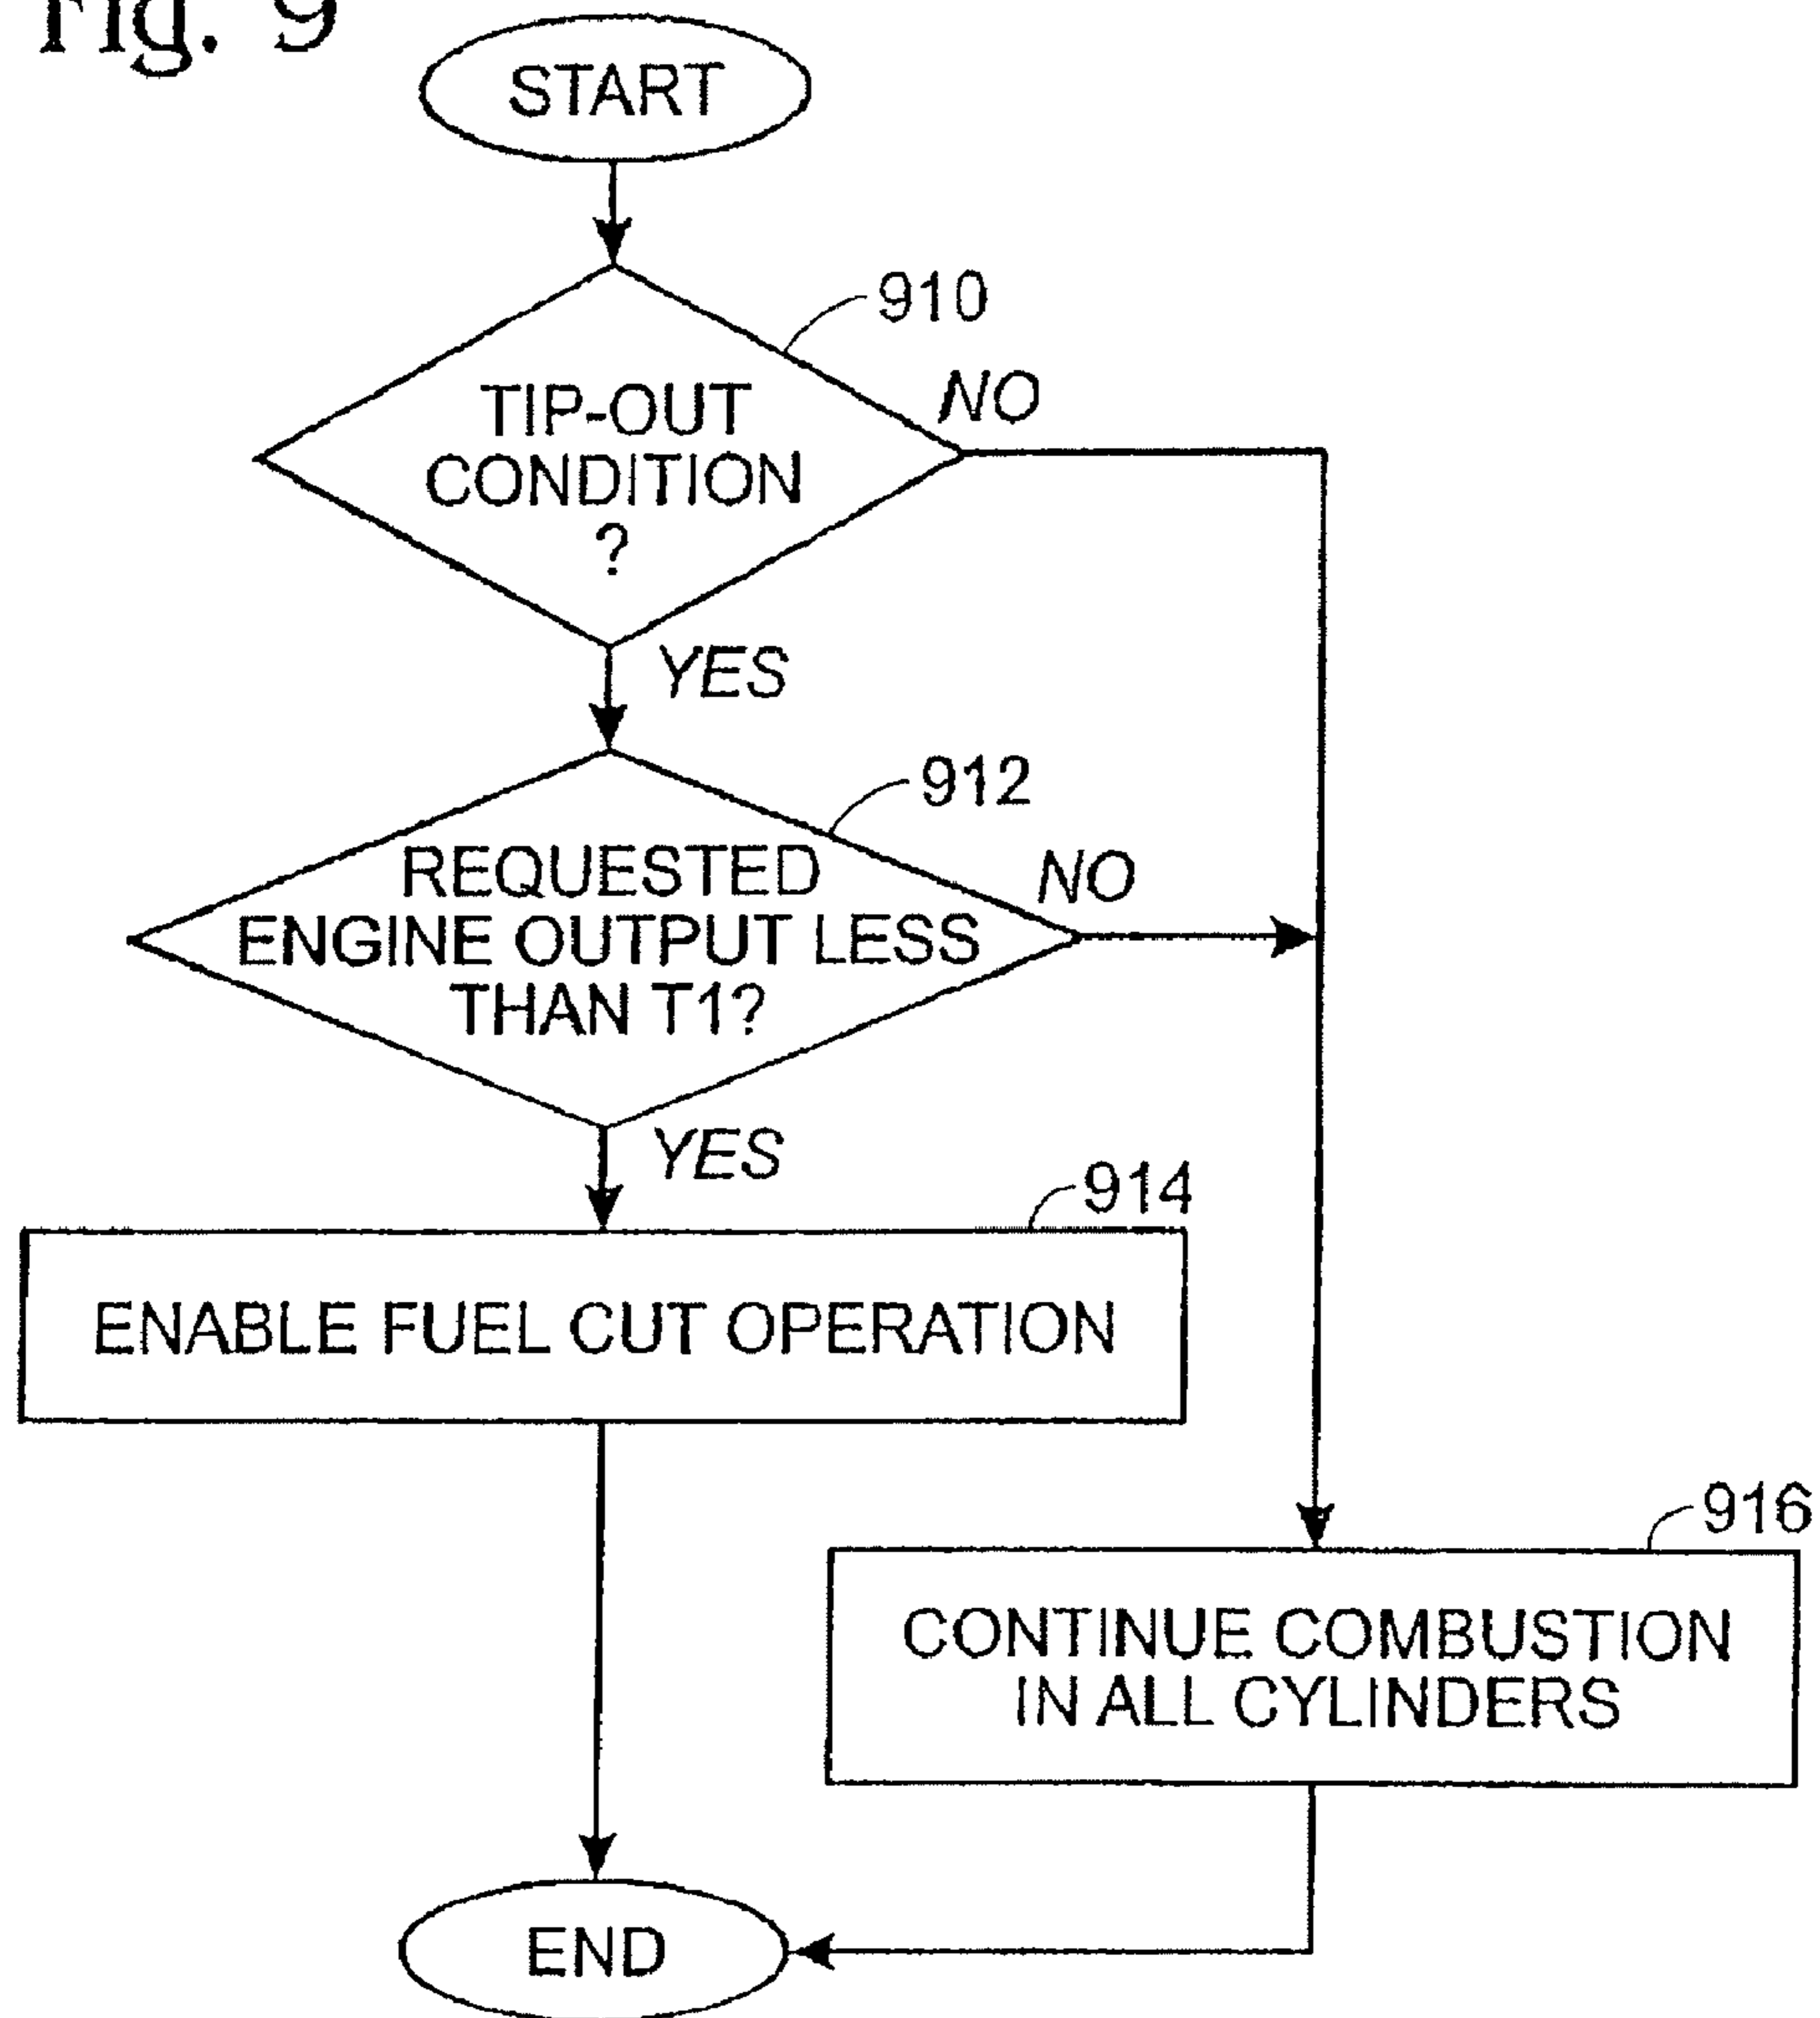 Fig. 9
START
910
TIP-OUT
CONDITION
?
NO
YES
912
REQUESTED
ENGINE OUTPUT LESS
THAN T1?
NO
YES
914
ENABLE FUEL CUT OPERATION
916
CONTINUE COMBUSTION
IN ALL CYLINDERS
END